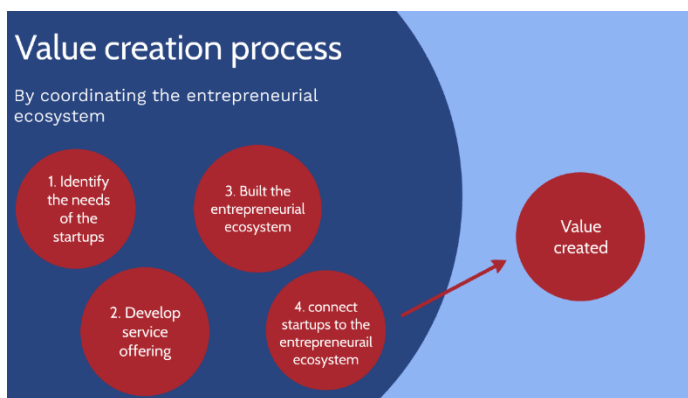 Value creation process
By coordinating the entrepreneurial
ecosystem
1. Identify
the needs
of the
startups
2. Develop
service
offering
3. Built the
entrepreneurial
ecosystem
4. connect
startups to the
entrepreneurail
ecosystem
Value
created